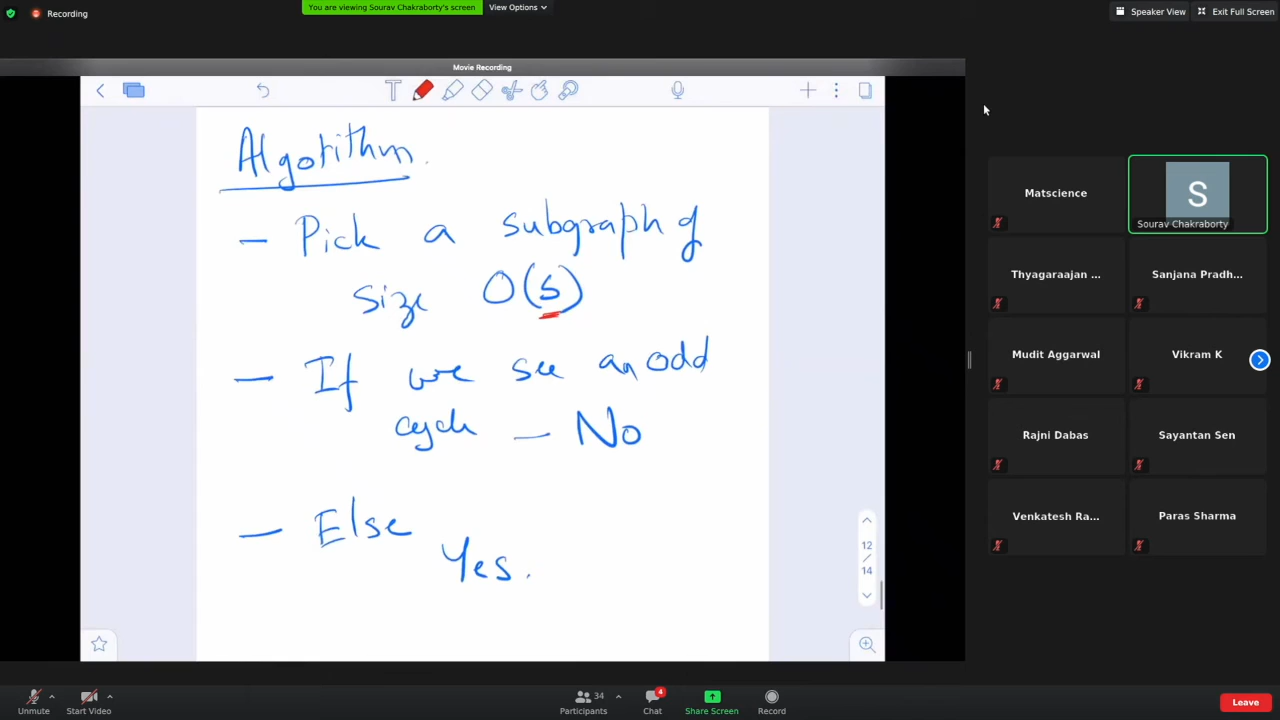 Recording
You are viewing Sourav Chakraborty's screen
View Options
Speaker View
Exit Full Screen
Movie Recording
Algorithm.
- Pick a subgraph of
size O(s)
- If we see an odd
cycle - No
- Else
Yes.
12
/
14
Matscience
S
Sourav Chakraborty
Thyagaraajan ...
Sanjana Pradh...
Mudit Aggarwal
Vikram K
Rajni Dabas
Sayantan Sen
Venkatesh Ra...
Paras Sharma
Unmute
Start Video
34
Participants
4
Chat
Share Screen
Record
Leave